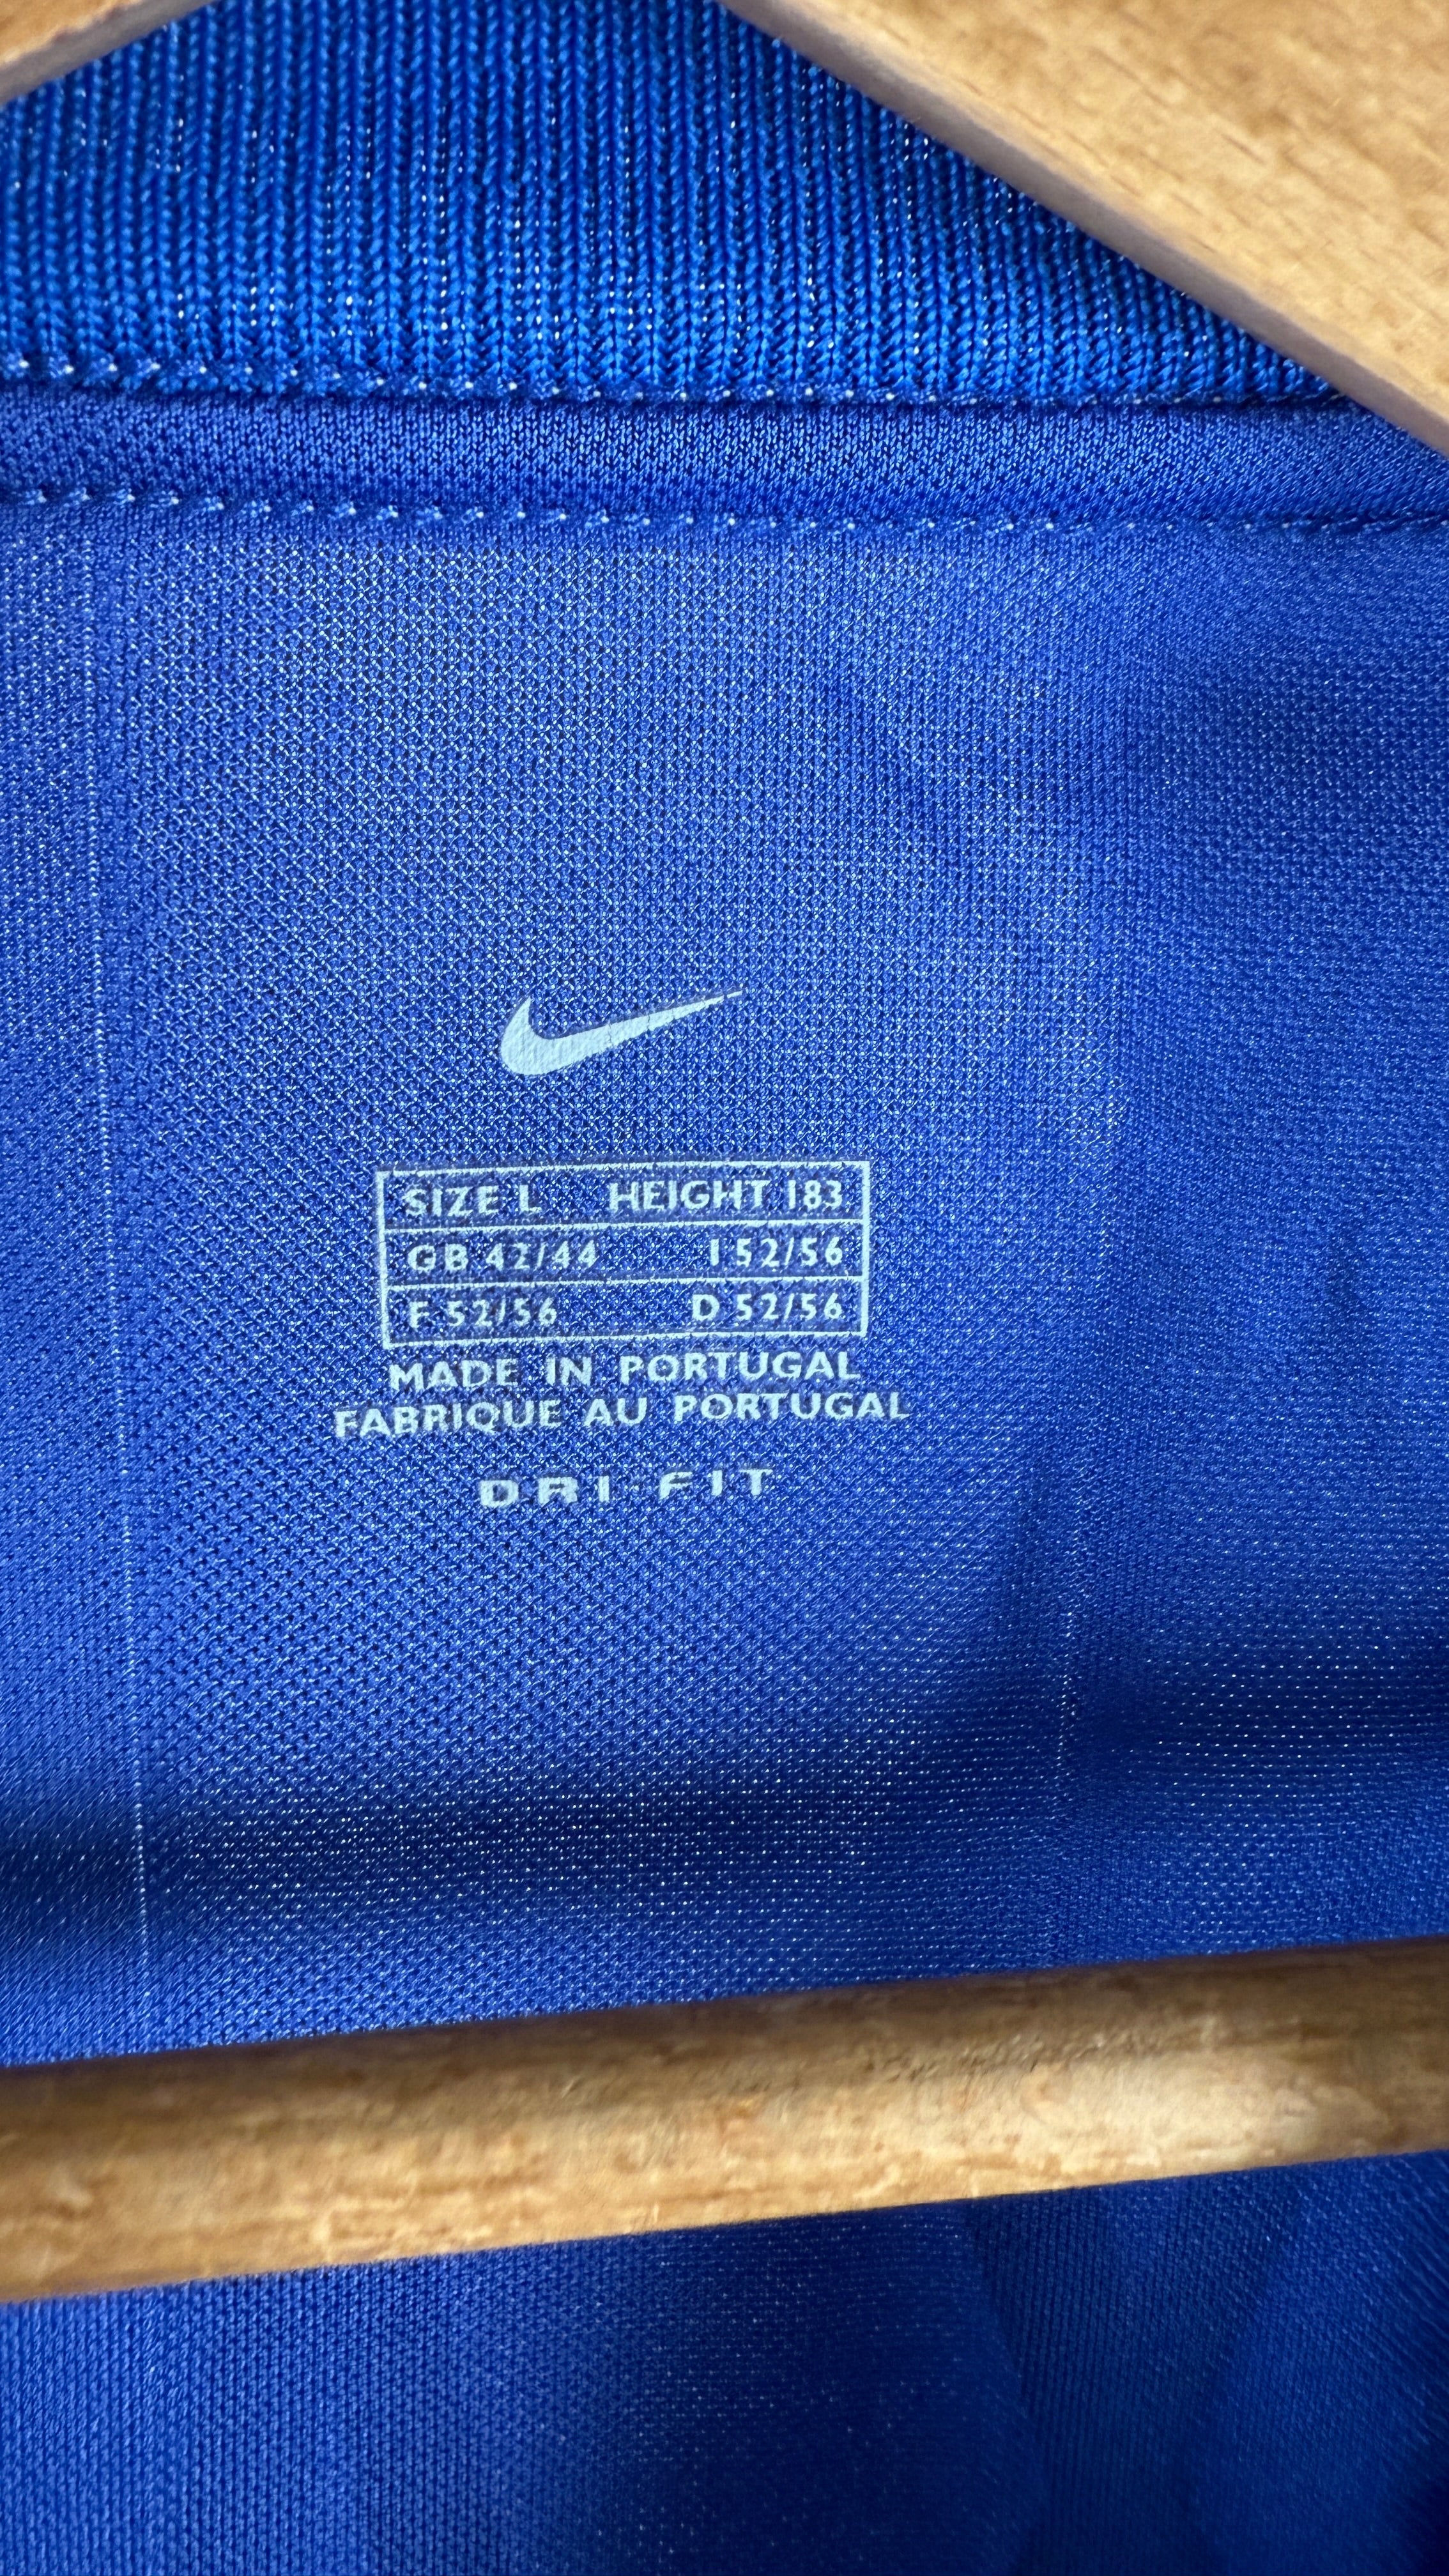 SIZE L HEIGHT 183
GB 42/44 I 52/56
F 52/56 D 52/56
MADE IN PORTUGAL
FABRIQUE AU PORTUGAL
DRI-FIT